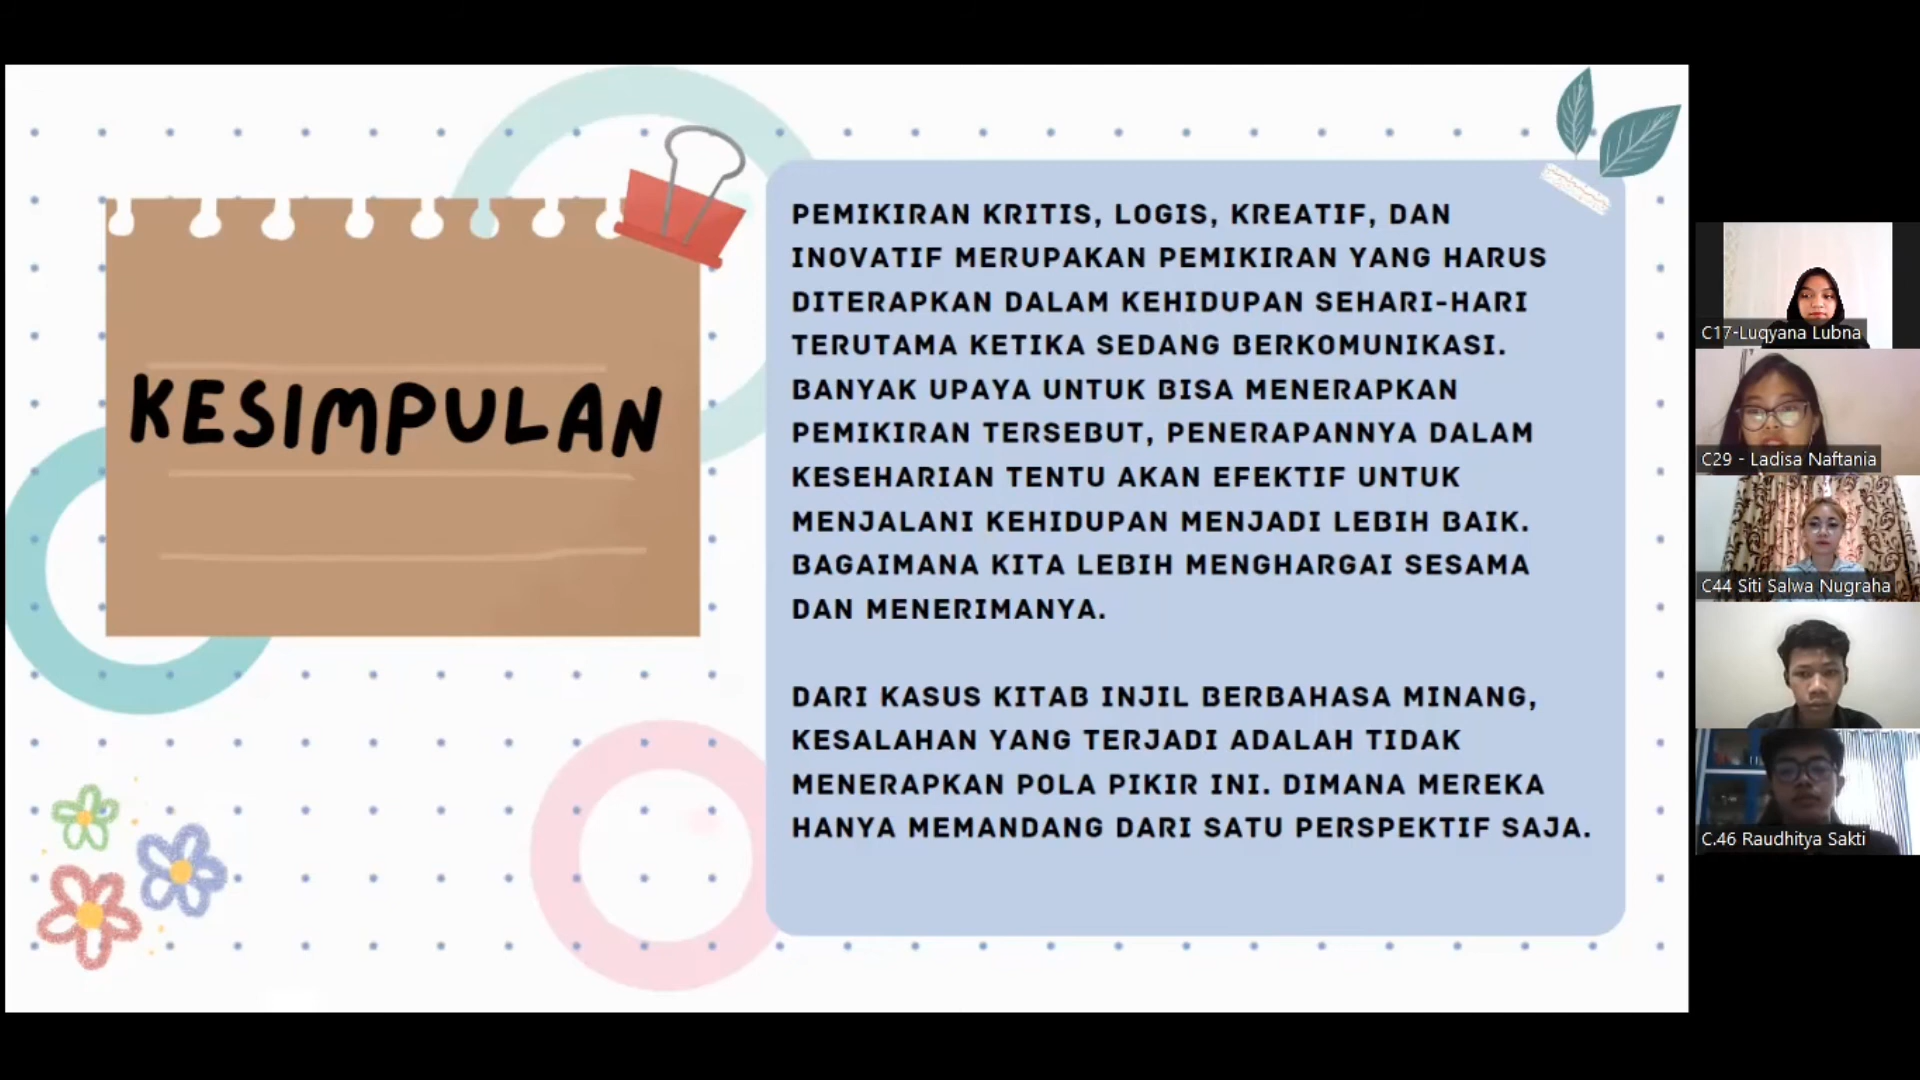 KESIMPULAN
PEMIKIRAN KRITIS, LOGIS, KREATIF, DAN
INOVATIF MERUPAKAN PEMIKIRAN YANG HARUS
DITERAPKAN DALAM KEHIDUPAN SEHARI-HARI
TERUTAMA KETIKA SEDANG BERKOMUNIKASI.
BANYAK UPAYA UNTUK BISA MENERAPKAN
PEMIKIRAN TERSEBUT, PENERAPANNYA DALAM
KESEHARIAN TENTU AKAN EFEKTIF UNTUK
MENJALANI KEHIDUPAN MENJADI LEBIH BAIK.
BAGAIMANA KITA LEBIH MENGHARGAI SESAMA
DAN MENERIMANYA.
DARI KASUS KITAB INJIL BERBAHASA MINANG,
KESALAHAN YANG TERJADI ADALAH TIDAK
MENERAPKAN POLA PIKIR INI. DIMANA MEREKA
HANYA MEMANDANG DARI SATU PERSPEKTIF SAJA.
C17-Luqyana Lubna
C29 - Ladisa Naftania
C44 Siti Salwa Nugraha
C.46 Raudhitya Sakti